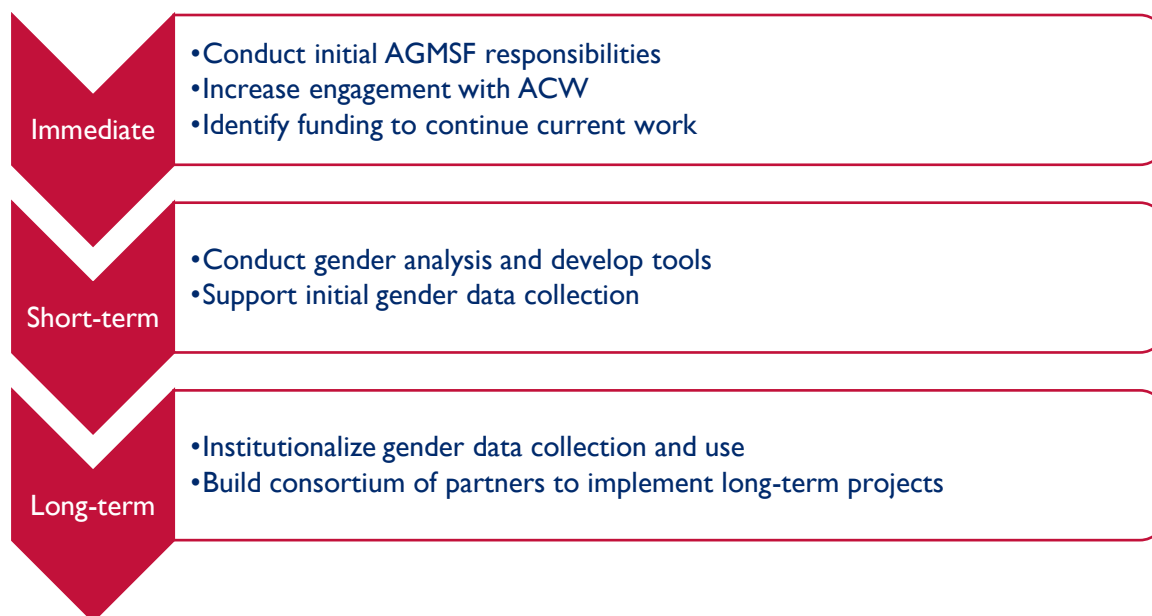 Immediate
•Conduct initial AGMSF responsibilities
•Increase engagement with ACW
•Identify funding to continue current work
Short-term
•Conduct gender analysis and develop tools
•Support initial gender data collection
Long-term
•Institutionalize gender data collection and use
•Build consortium of partners to implement long-term projects